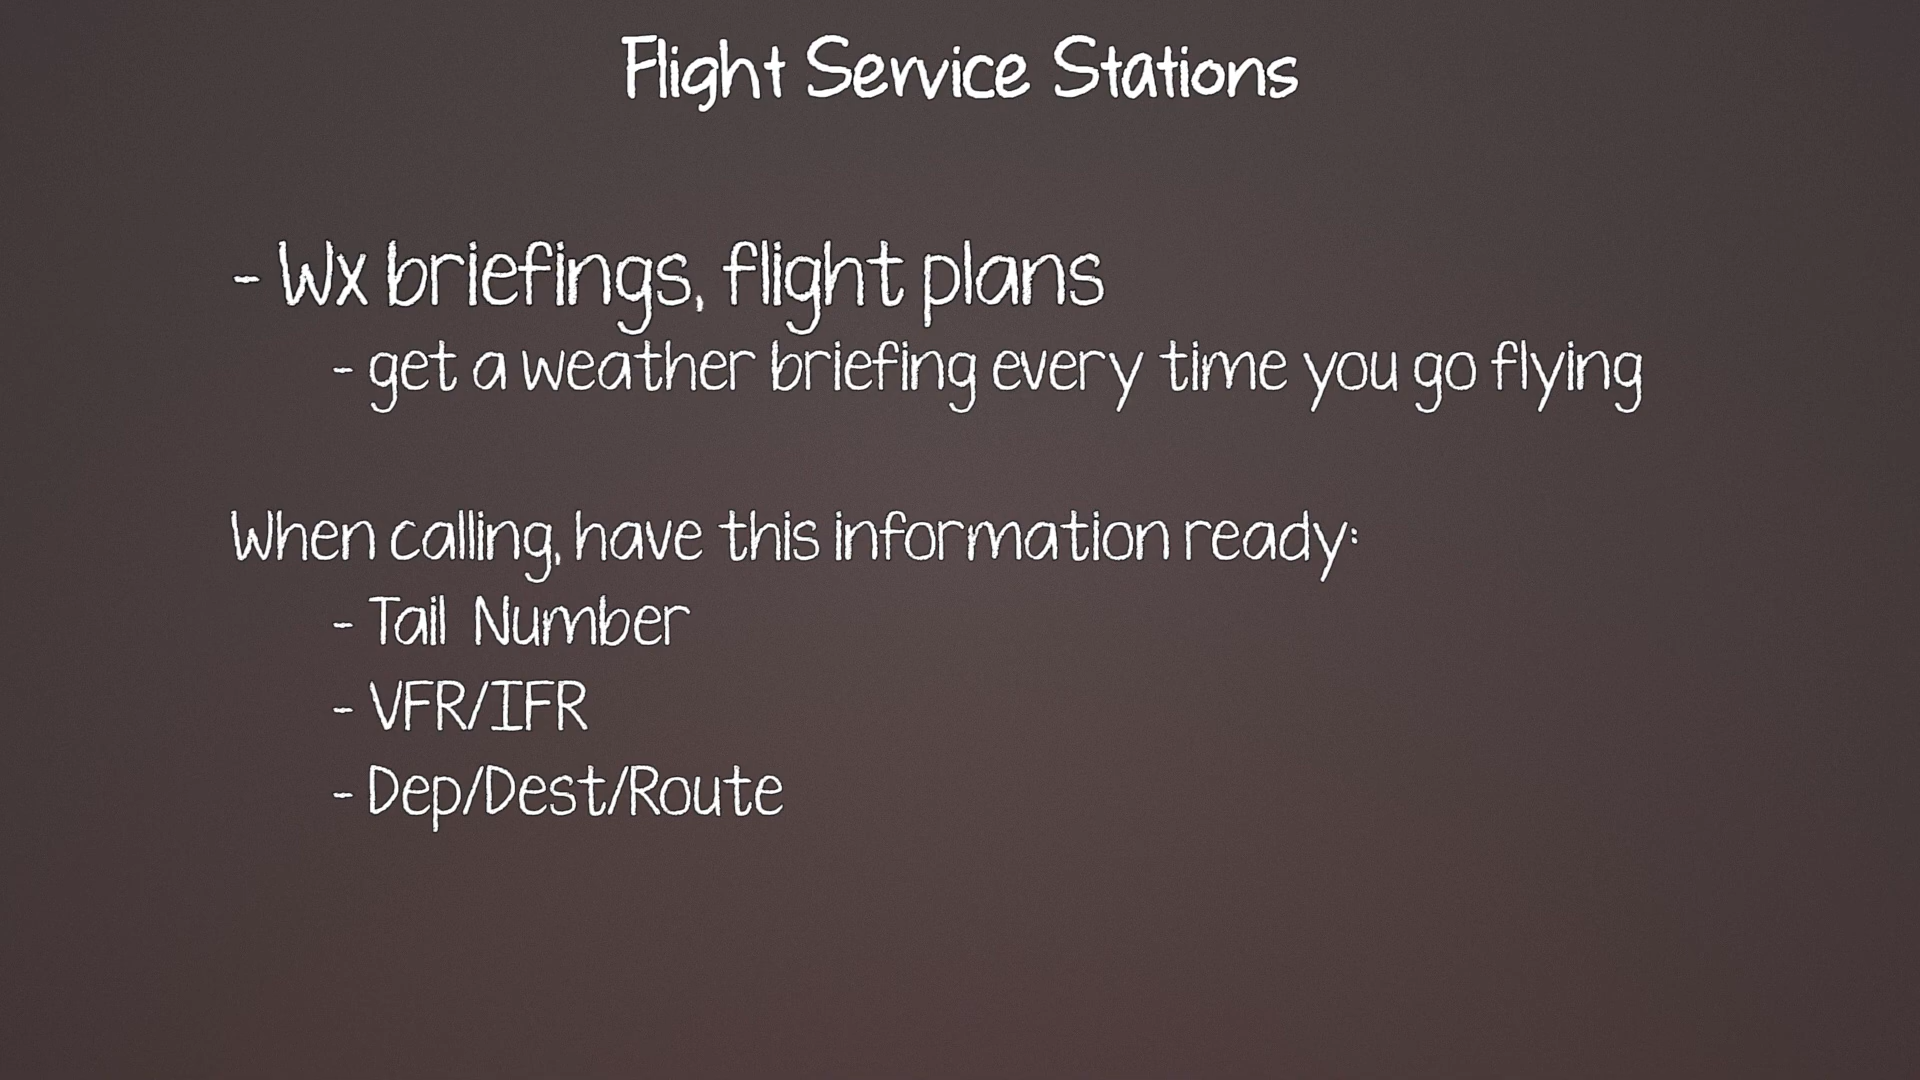 Flight Service Stations
- Wx briefings, flight plans
- get a weather briefing every time you go flying
When calling, have this information ready:
- Tail Number
- VFR/IFR
- Dep/Dest/Route